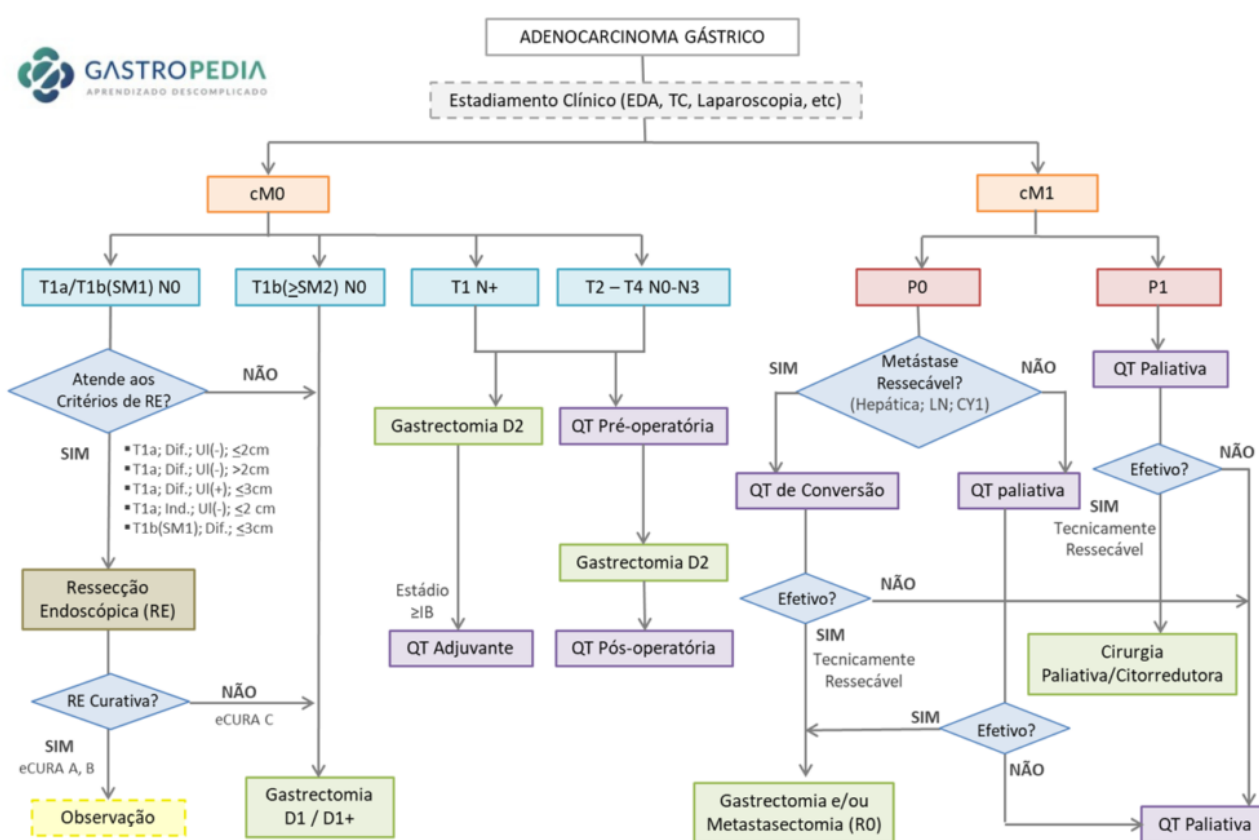 GASTROPEDIA
APRENDIZADO DESCOMPLICADO
ADENOCARCINOMA GÁSTRICO
Estadiamento Clínico (EDA, TC, Laparoscopia, etc)
cM0
cM1
T1a/T1b(SM1) N0
T1b(≥SM2) N0
T1 N+
T2 – T4 N0-N3
P0
P1
Atende aos
Critérios de RE?
NÃO
SIM
▪ T1a; Dif.; Ul(-); ≤2cm
▪ T1a; Dif.; Ul(-); >2cm
▪ T1a; Dif.; Ul(+); ≤3cm
▪ T1a; Ind.; Ul(-); ≤2 cm
▪ T1b(SM1); Dif.; ≤3cm
Ressecção
Endoscópica (RE)
RE Curativa?
NÃO
eCURA C
SIM
eCURA A, B
Observação
Gastrectomia
D1 / D1+
Gastrectomia D2
Estádio
≥IB
QT Adjuvante
QT Pré-operatória
Gastrectomia D2
QT Pós-operatória
SIM
Metástase
Ressecável?
(Hepática; LN; CY1)
NÃO
QT de Conversão
QT paliativa
Efetivo?
NÃO
SIM
Tecnicamente
Ressecável
SIM
Efetivo?
NÃO
Gastrectomia e/ou
Metastasectomia (R0)
QT Paliativa
Efetivo?
NÃO
SIM
Tecnicamente
Ressecável
Cirurgia
Paliativa/Citorredutora
QT Paliativa